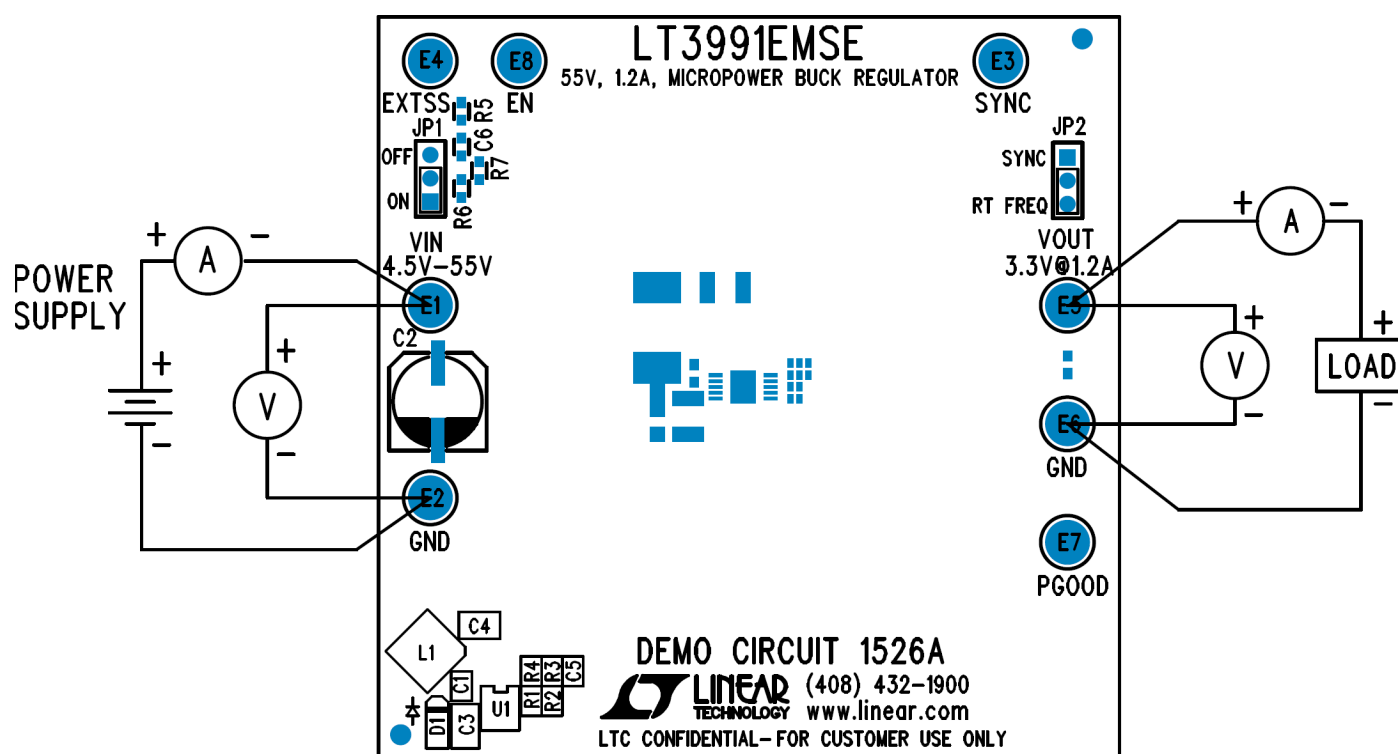 LT3991EMSE
55V, 1.2A, MICROPOWER BUCK REGULATOR
E4
E8
E3
EXTSS
EN
SYNC
R5
JP1
C6
R7
OFF
ON
R6
JP2
SYNC
RT FREQ
+ A -
VIN
4.5V-55V
POWER
SUPPLY
E1
C2
+
-
+
V
-
E2
GND
+ A -
VOUT
3.3V@1.2A
E5
+
V
-
+
LOAD
-
E6
GND
E7
PGOOD
C4
L1
C1
D1
C3
U1
R4
R3
C5
R1
R2
DEMO CIRCUIT 1526A
LINEAR
TECHNOLOGY
(408) 432-1900
www.linear.com
LTC CONFIDENTIAL-FOR CUSTOMER USE ONLY